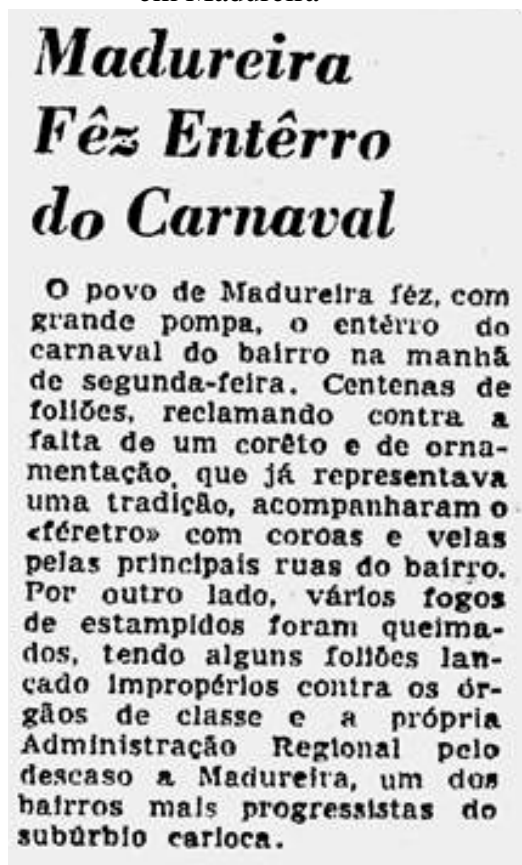 em Madureira
Madureira
Fêz Entêrro
do Carnaval
O povo de Madureira féz, com
grande pompa, o entêrro do
carnaval do bairro na manhã
de segunda-feira. Centenas de
foliões, reclamando contra a
falta de um corêto e de orna-
mentação, que já representava
uma tradição, acompanharam o
«féretro» com coroas e velas
pelas principais ruas do bairro.
Por outro lado, vários fogos
de estampidos foram queima-
dos, tendo alguns foliões lan-
çado impropérios contra os ór-
gãos de classe e a própria
Administração Regional pelo
descaso a Madureira, um dos
bairros mais progressistas do
subúrbio carioca.